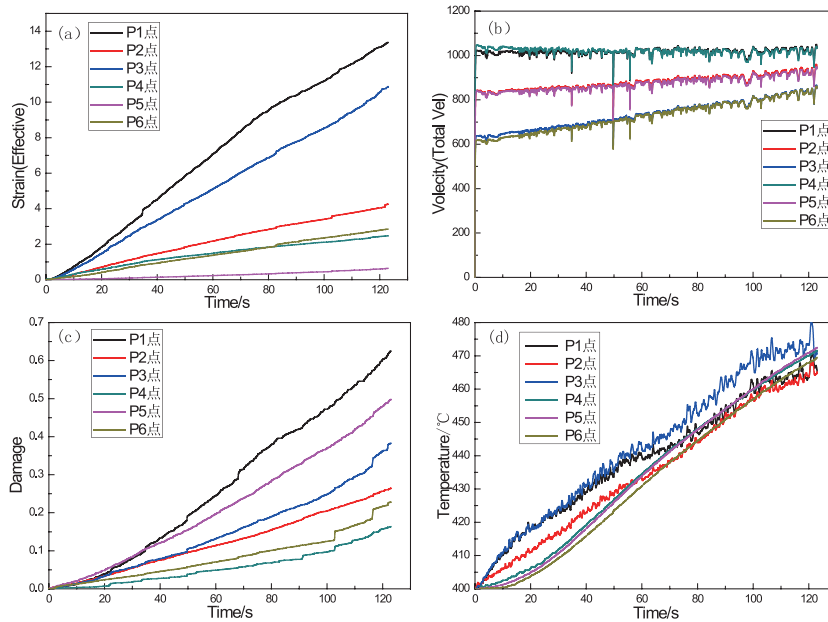 (a)
P1点
P2点
P3点
P4点
P5点
P6点
Strain(Effective)
14
12
10
8
6
4
2
0
0 20 40 60 80 100 120
Time/s
(b)
P1点
P2点
P3点
P4点
P5点
P6点
Volecity(Total Vel)
1200
1000
800
600
400
200
0
0 20 40 60 80 100 120
Time/s
(c)
P1点
P2点
P3点
P4点
P5点
P6点
Damage
0.7
0.6
0.5
0.4
0.3
0.2
0.1
0.0
0 20 40 60 80 100 120
Time/s
(d)
P1点
P2点
P3点
P4点
P5点
P6点
Temperature/℃
480
470
460
450
440
430
420
410
400
0 20 40 60 80 100 120
Time/s